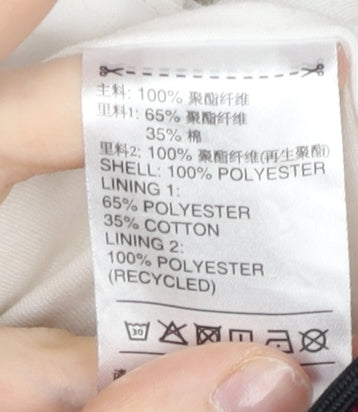 主料: 100% 聚酯纤维
里料1: 65% 聚酯纤维
35% 棉
里料2: 100% 聚酯纤维(再生聚酯)
SHELL: 100% POLYESTER
LINING 1:
65% POLYESTER
35% COTTON
LINING 2:
100% POLYESTER
(RECYCLED)
30